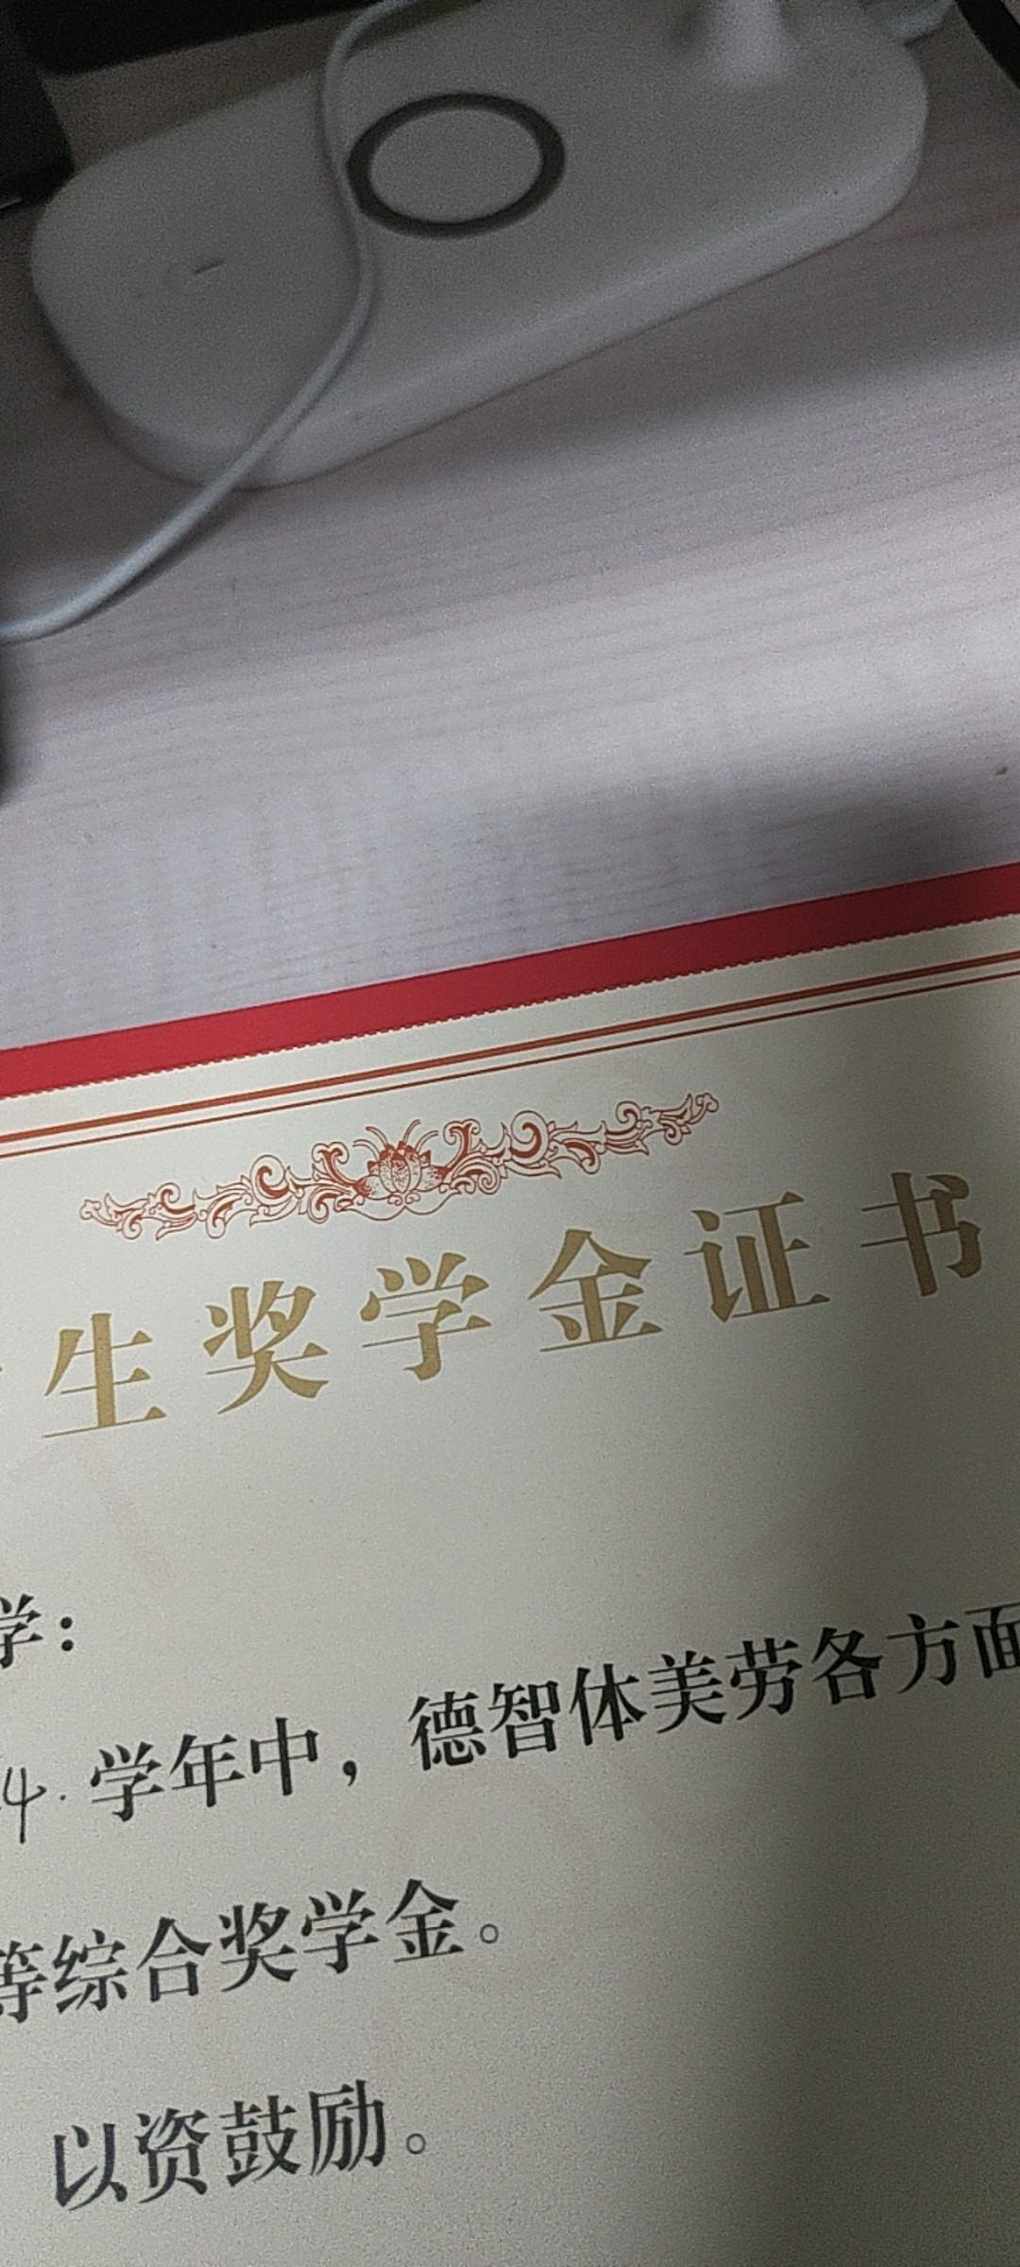 生奖学金证书
学：
4. 学年中，德智体美劳各方面
等综合奖学金。
以资鼓励。